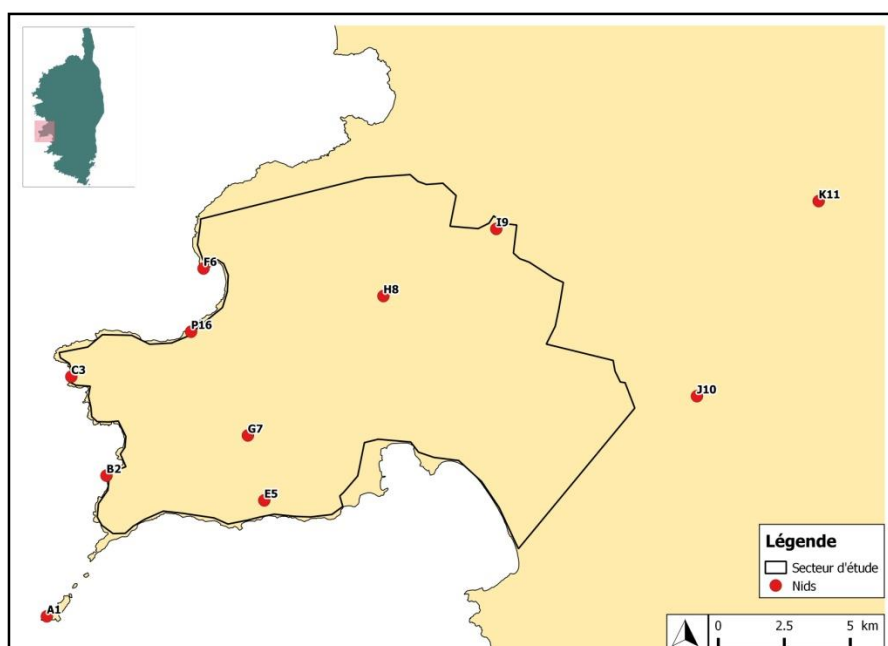 K11
I9
F6
H8
P16
C3
J10
G7
B2
E5
Légende
Secteur d'étude
Nids
A1
0 2.5 5 km